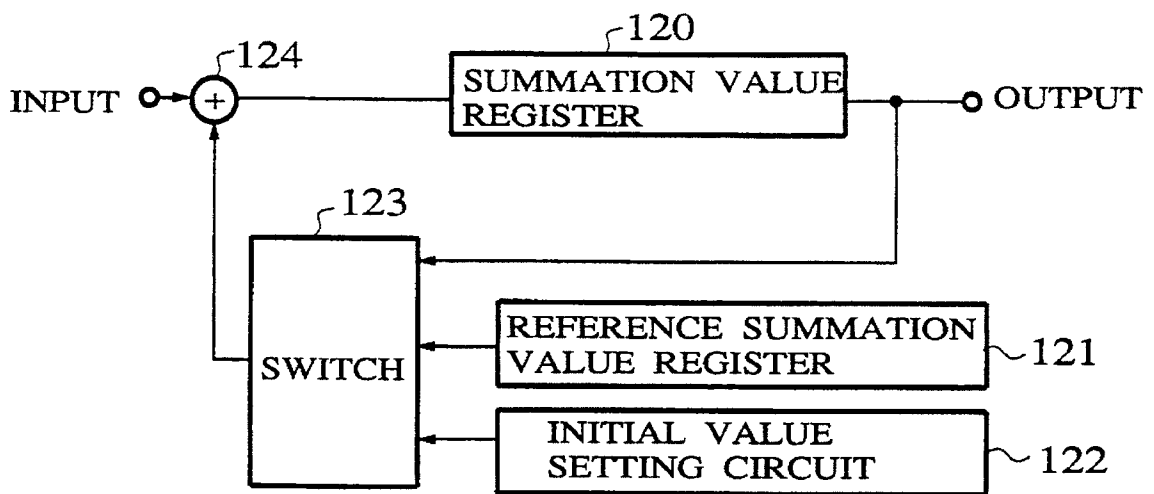 120
124
SUMMATION VALUE
REGISTER
INPUT
+
OUTPUT
123
SWITCH
REFERENCE SUMMATION
VALUE REGISTER
121
INITIAL VALUE
SETTING CIRCUIT
122